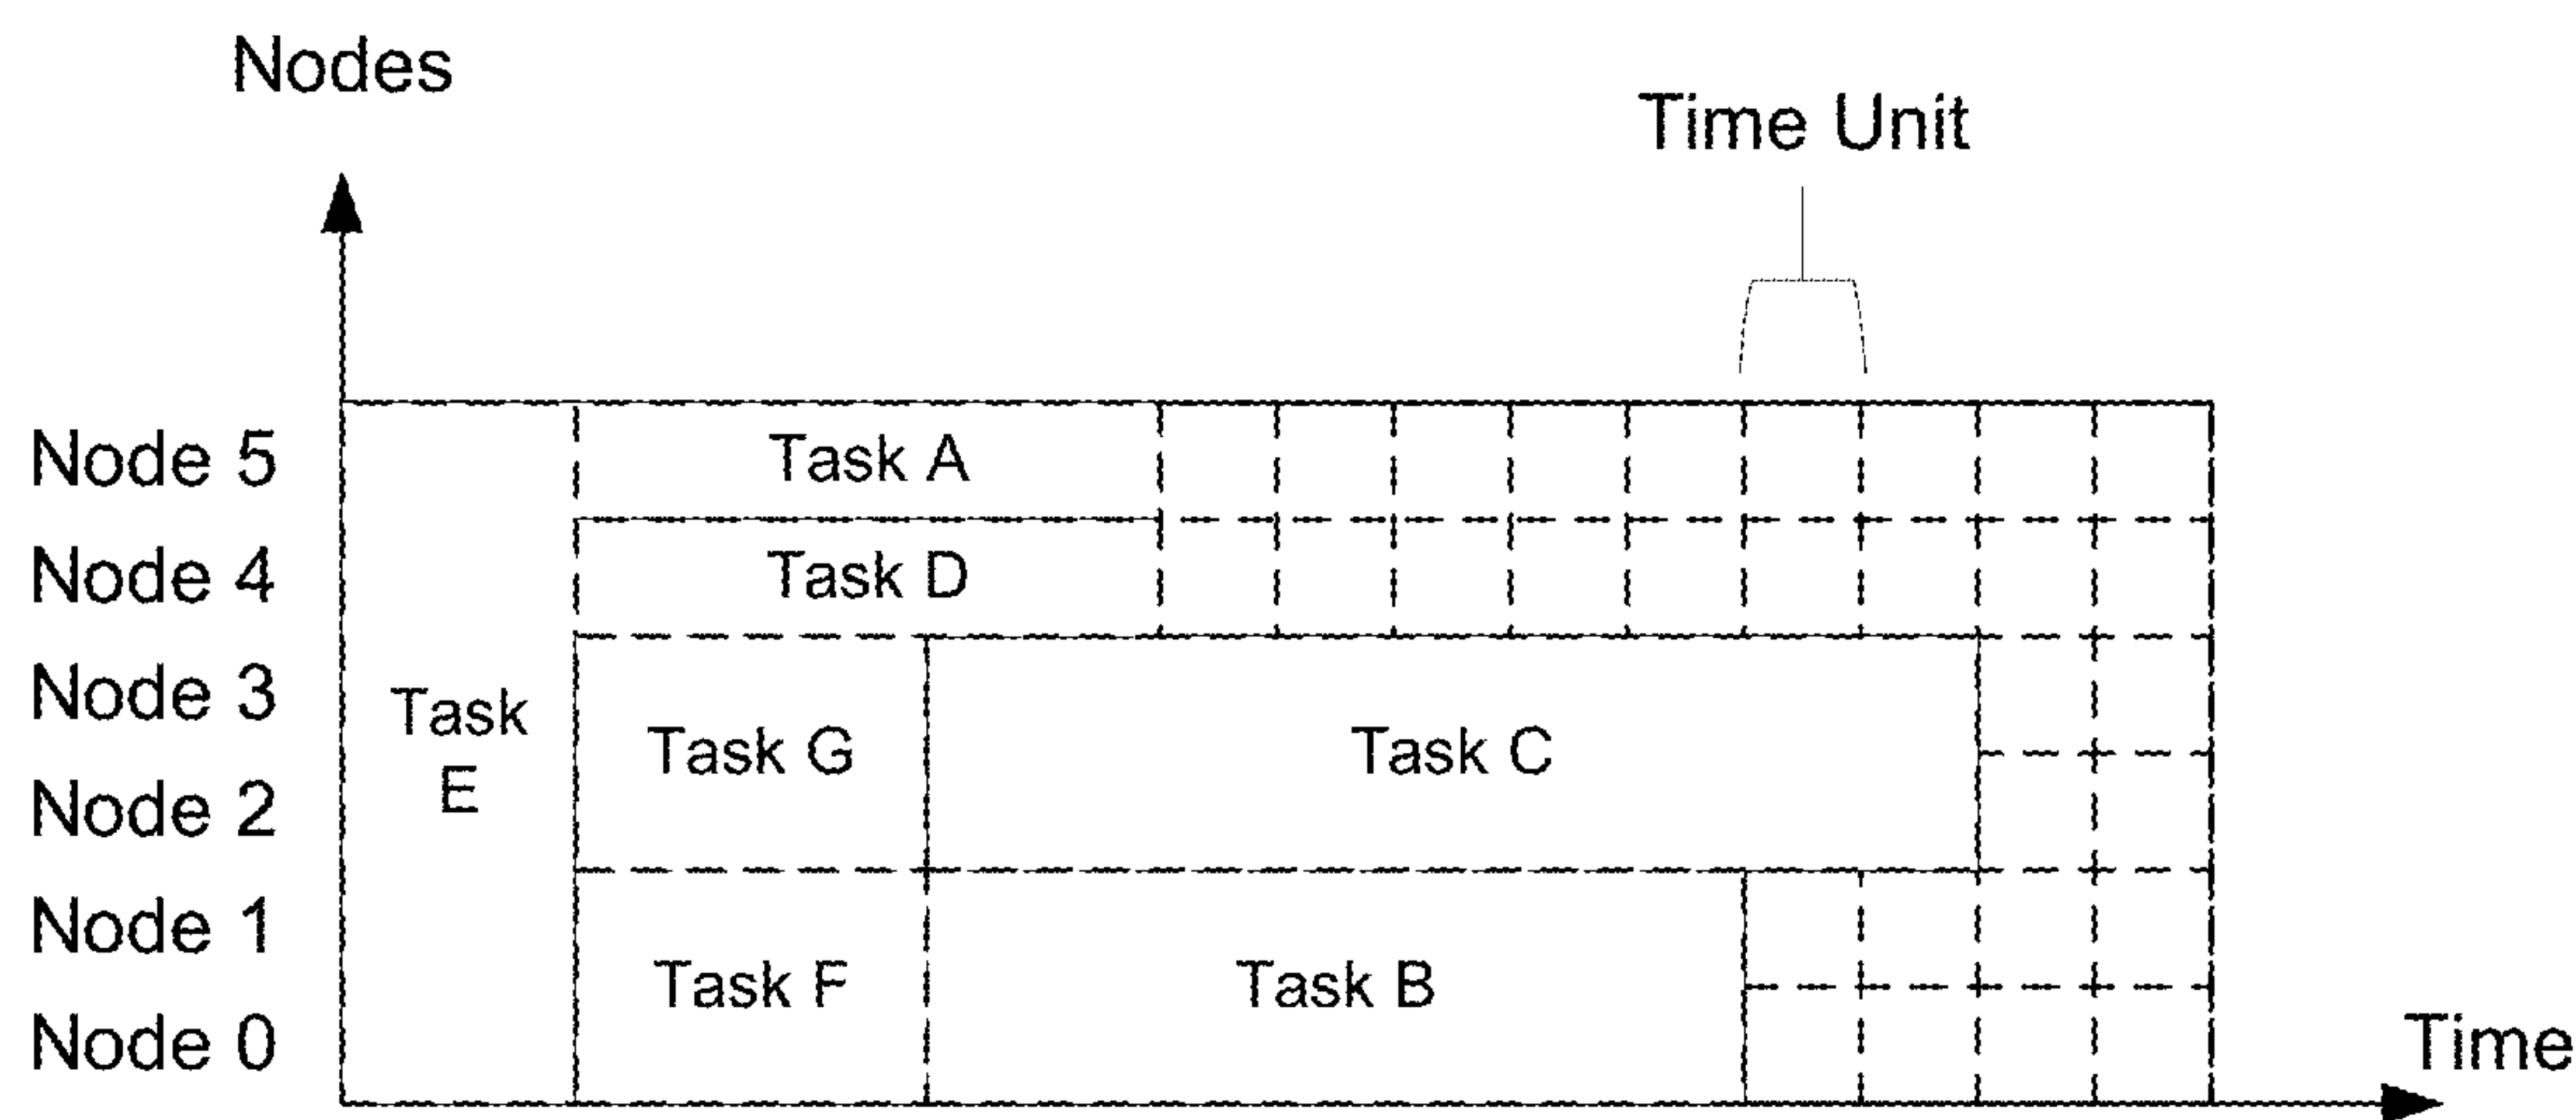 Nodes
Time Unit
Node 5
Task A
Node 4
Task D
Node 3
Task
E
Task G
Task C
Node 2
Node 1
Task F
Task B
Node 0
Time